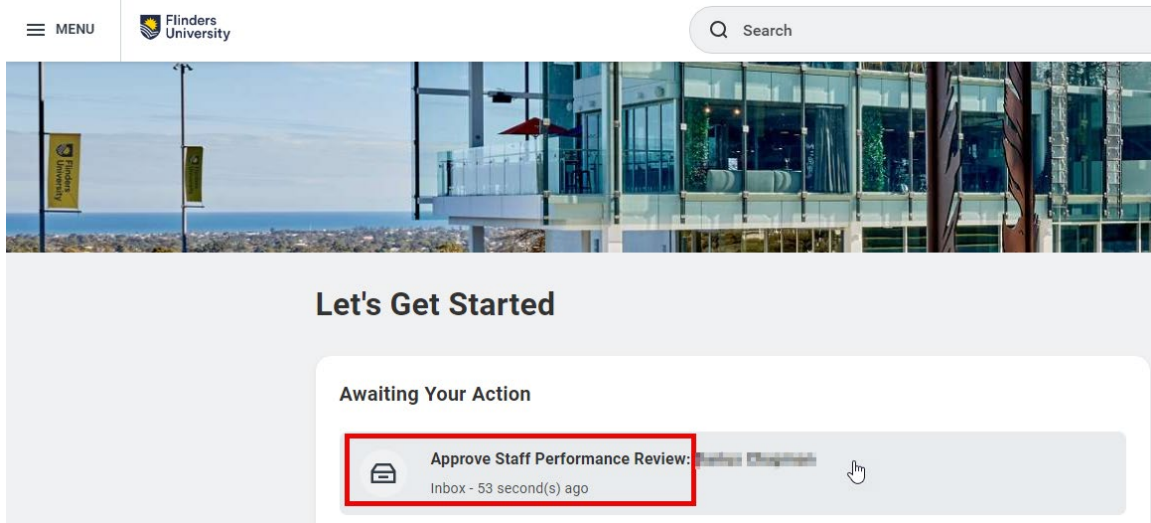 MENU
Flinders
University
Search
Flinders
University
Let's Get Started
Awaiting Your Action
Approve Staff Performance Review:
Inbox - 53 second(s) ago